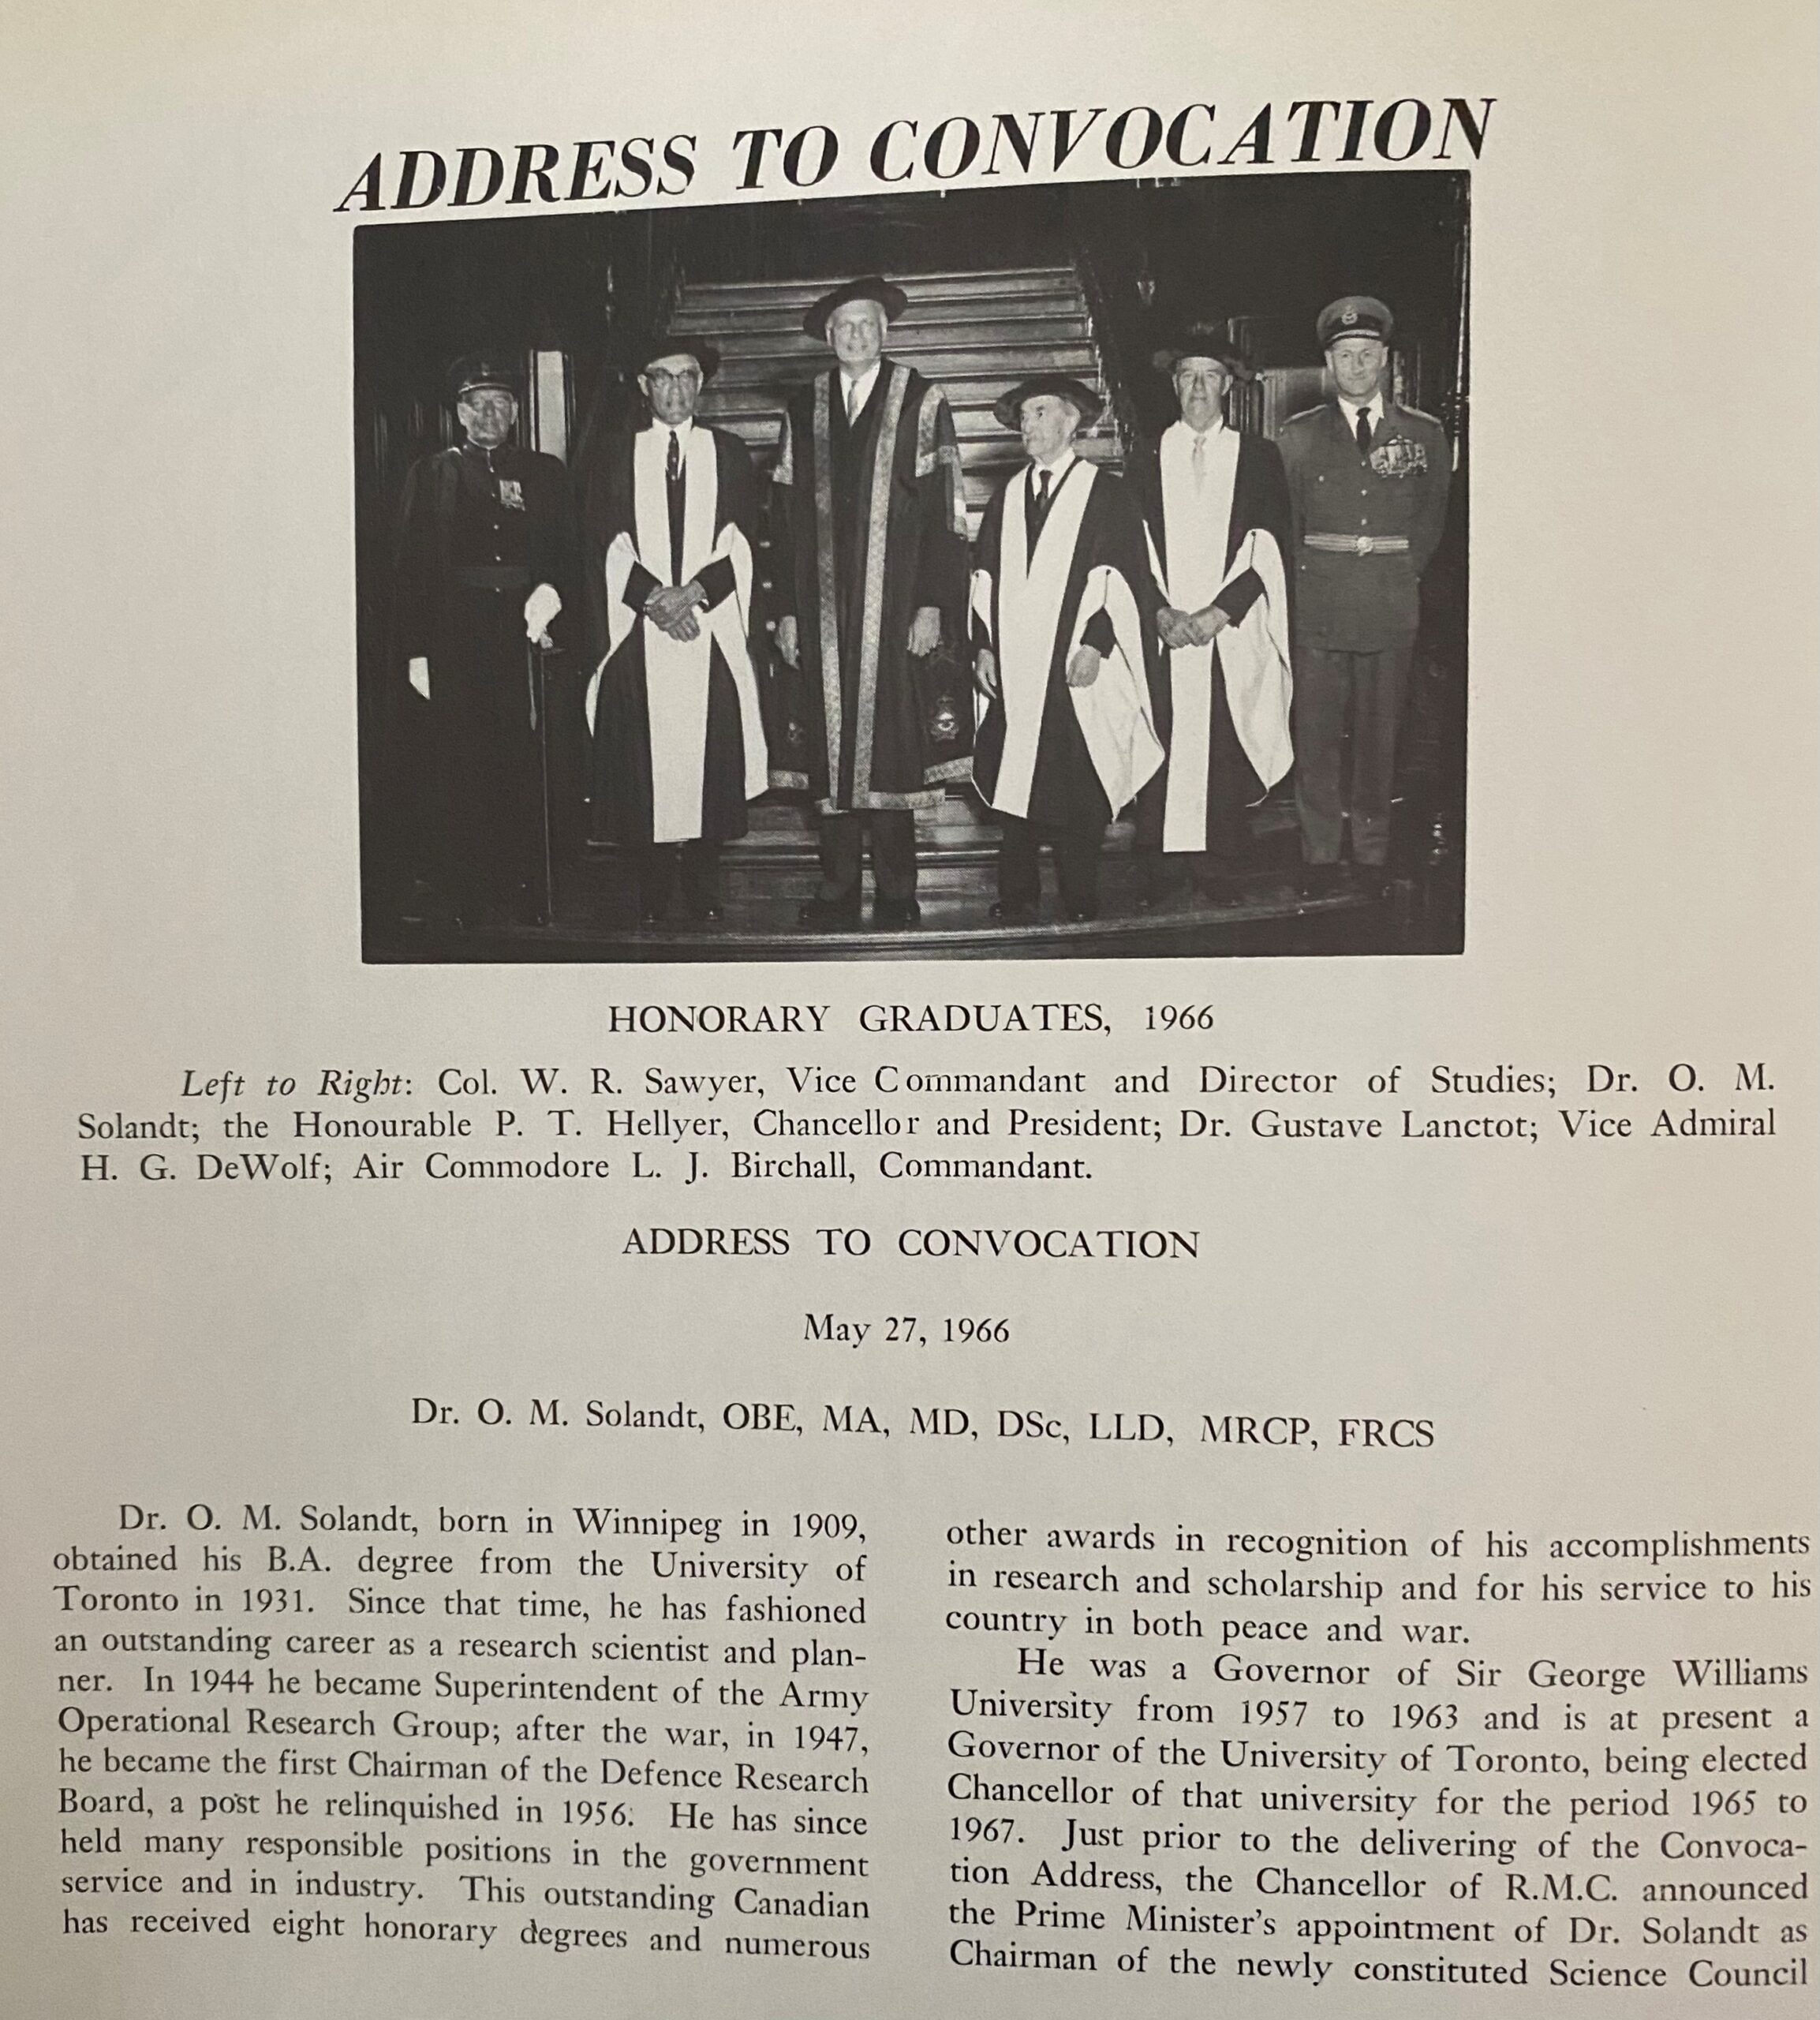 ADDRESS TO CONVOCATION
HONORARY GRADUATES, 1966
Left to Right: Col. W. R. Sawyer, Vice Commandant and Director of Studies; Dr. O. M.
Solandt; the Honourable P. T. Hellyer, Chancellor and President; Dr. Gustave Lanctot; Vice Admiral
H. G. DeWolf; Air Commodore L. J. Birchall, Commandant.
ADDRESS TO CONVOCATION
May 27, 1966
Dr. O. M. Solandt, OBE, MA, MD, DSc, LLD, MRCP, FRCS
Dr. O. M. Solandt, born in Winnipeg in 1909,
obtained his B.A. degree from the University of
Toronto in 1931. Since that time, he has fashioned
an outstanding career as a research scientist and plan-
ner. In 1944 he became Superintendent of the Army
Operational Research Group; after the war, in 1947,
he became the first Chairman of the Defence Research
Board, a post he relinquished in 1956. He has since
held many responsible positions in the government
service and in industry. This outstanding Canadian
has received eight honorary degrees and numerous
other awards in recognition of his accomplishments
in research and scholarship and for his service to his
country in both peace and war.
He was a Governor of Sir George Williams
University from 1957 to 1963 and is at present a
Governor of the University of Toronto, being elected
Chancellor of that university for the period 1965 to
1967. Just prior to the delivering of the Convoca-
tion Address, the Chancellor of R.M.C. announced
the Prime Minister's appointment of Dr. Solandt as
Chairman of the newly constituted Science Council